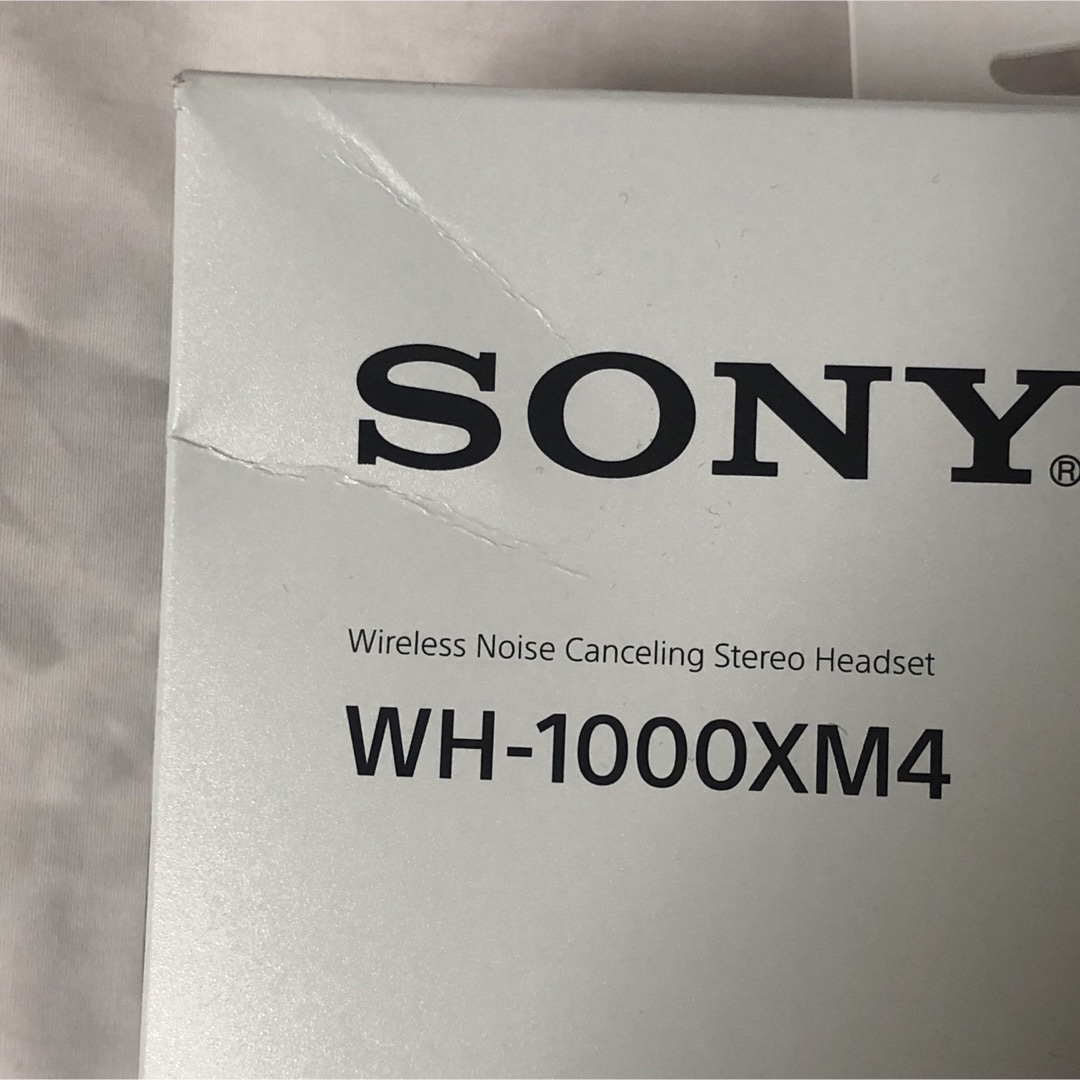 SONY®
Wireless Noise Canceling Stereo Headset
WH-1000XM4